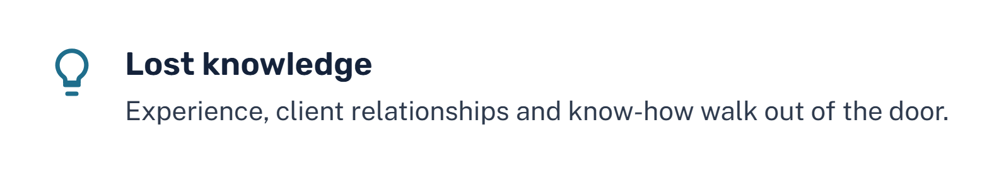 Lost knowledge
Experience, client relationships and know-how walk out of the door.